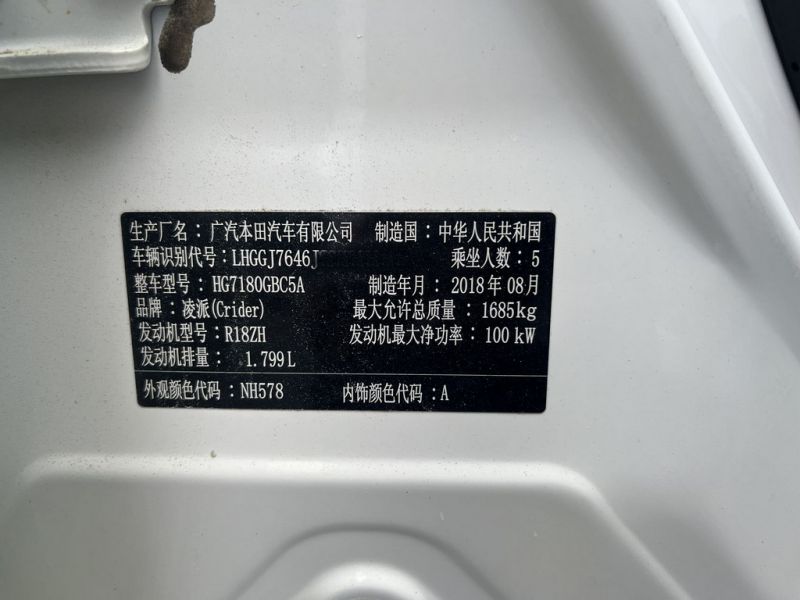 生产厂名：广汽本田汽车有限公司 制造国：中华人民共和国
车辆识别代号：LHGGJ7646J 乘坐人数：5
整车型号：HG7180GBC5A 制造年月：2018年08月
品牌：凌派(Crider) 最大允许总质量：1685kg
发动机型号：R18ZH 发动机最大净功率：100 kW
发动机排量： 1.799L
外观颜色代码：NH578 内饰颜色代码:A